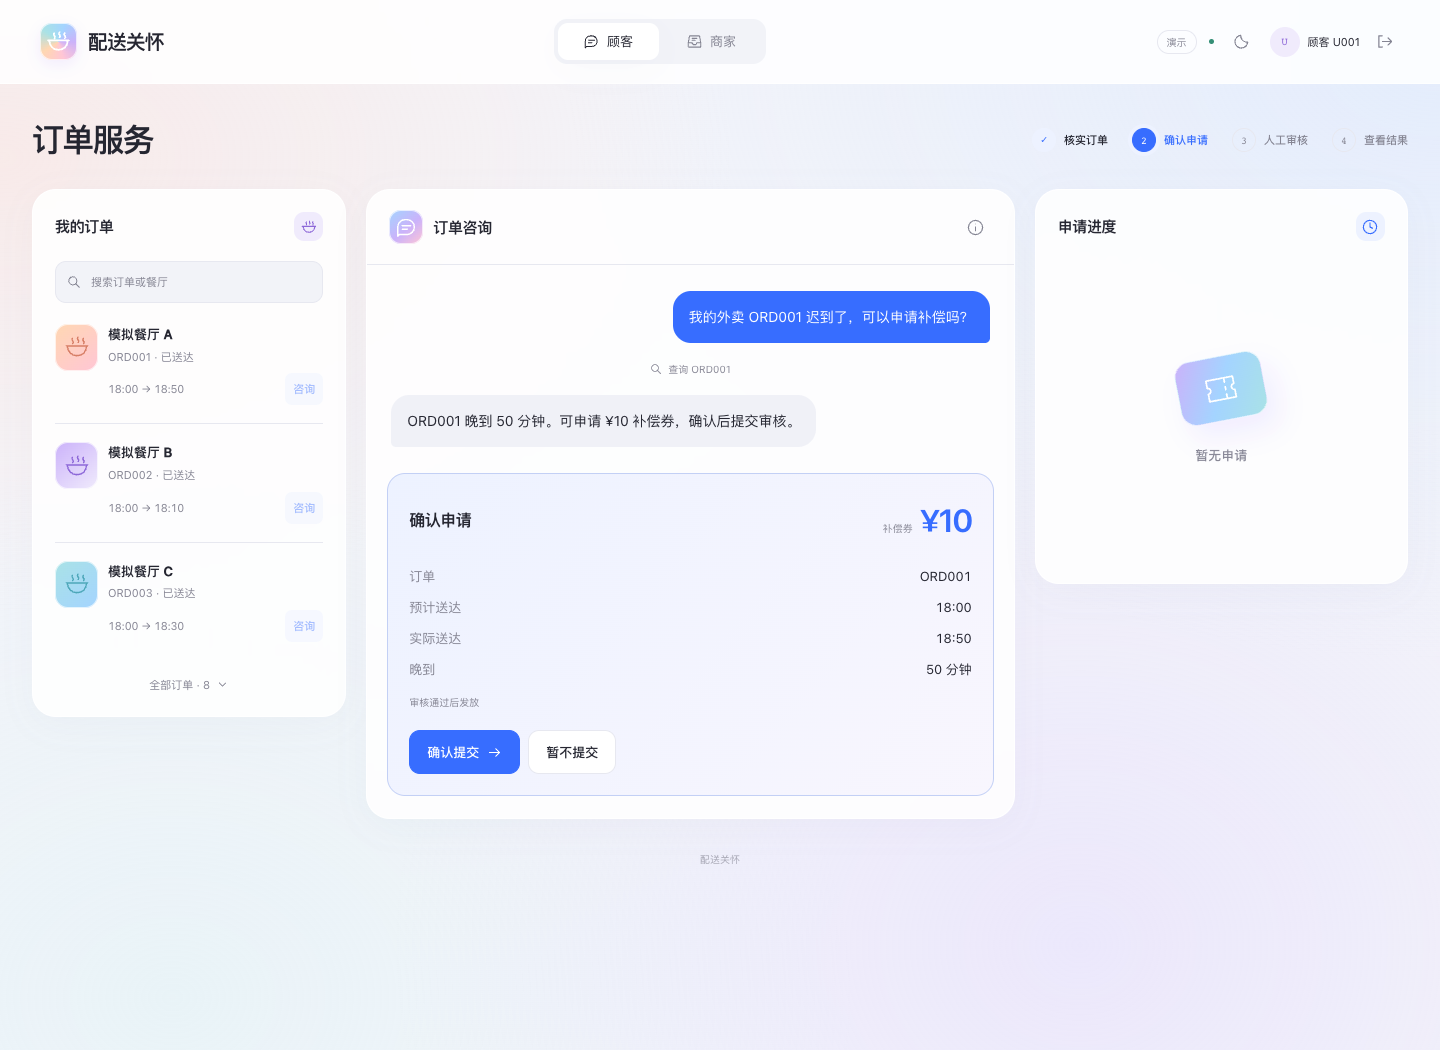 配送关怀
顾客
商家
演示
U
顾客 U001
订单服务
✓ 核实订单
2 确认申请
3 人工审核
4 查看结果
我的订单
搜索订单或餐厅
模拟餐厅 A
ORD001 · 已送达
18:00 → 18:50
咨询
模拟餐厅 B
ORD002 · 已送达
18:00 → 18:10
咨询
模拟餐厅 C
ORD003 · 已送达
18:00 → 18:30
咨询
全部订单 · 8
订单咨询
我的外卖 ORD001 迟到了，可以申请补偿吗？
查询 ORD001
ORD001 晚到 50 分钟。可申请 ¥10 补偿券，确认后提交审核。
确认申请
补偿券 ¥10
订单 ORD001
预计送达 18:00
实际送达 18:50
晚到 50 分钟
审核通过后发放
确认提交 →
暂不提交
申请进度
暂无申请
配送关怀